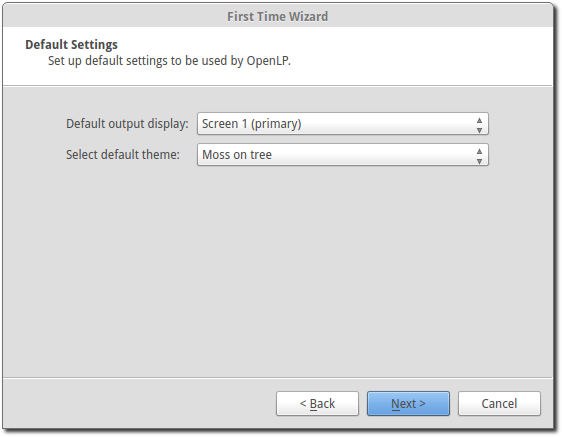 First Time Wizard
Default Settings
Set up default settings to be used by OpenLP.
Default output display: Screen 1 (primary)
Select default theme: Moss on tree
< Back Next > Cancel